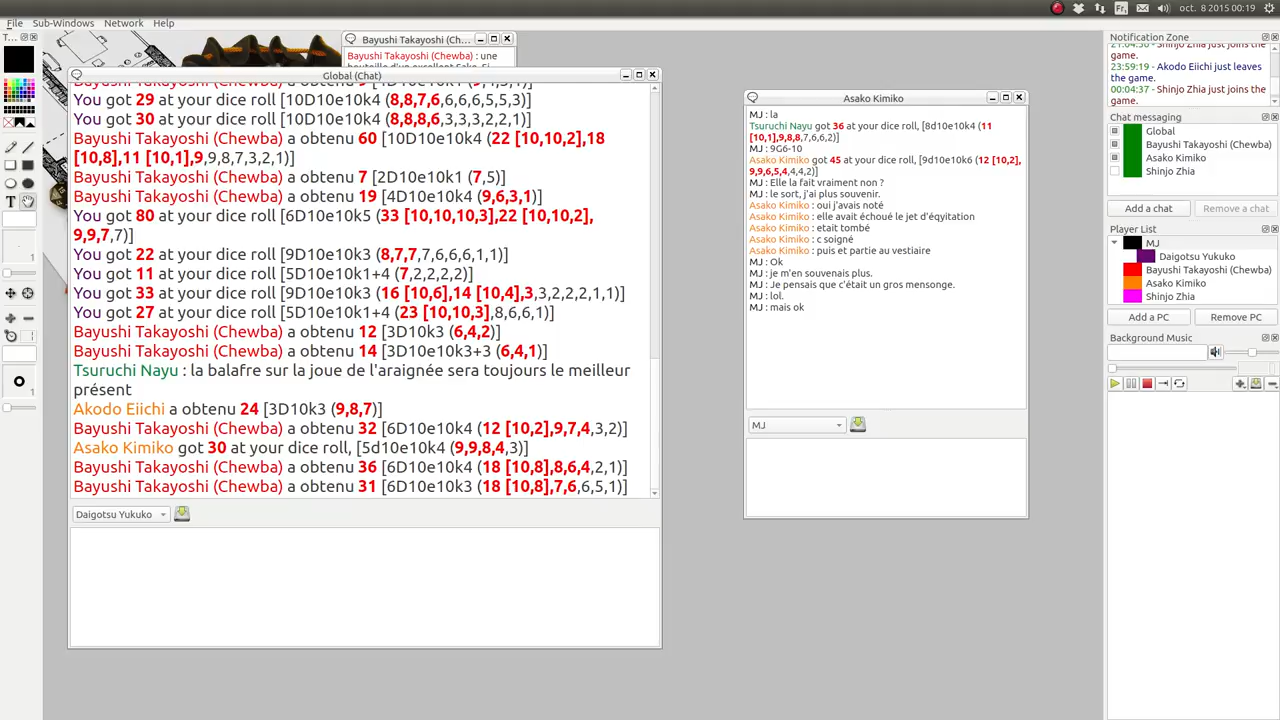 File Sub-Windows Network Help
Fr, oct. 8 2015 00:19
T...
T
1
1
Bayushi Takayoshi (Ch...
Bayushi Takayoshi (Chewba) : une
Global (Chat)
You got 29 at your dice roll [10D10e10k4 (8,8,7,6,6,6,6,5,5,3)]
You got 30 at your dice roll [10D10e10k4 (8,8,8,6,3,3,3,2,2,1)]
Bayushi Takayoshi (Chewba) a obtenu 60 [10D10e10k4 (22 [10,10,2],18
[10,8],11 [10,1],9,9,8,7,3,2,1)]
Bayushi Takayoshi (Chewba) a obtenu 7 [2D10e10k1 (7,5)]
Bayushi Takayoshi (Chewba) a obtenu 19 [4D10e10k4 (9,6,3,1)]
You got 80 at your dice roll [6D10e10k5 (33 [10,10,10,3],22 [10,10,2],
9,9,7,7)]
You got 22 at your dice roll [9D10e10k3 (8,7,7,7,6,6,6,1,1)]
You got 11 at your dice roll [5D10e10k1+4 (7,2,2,2,2)]
You got 33 at your dice roll [9D10e10k3 (16 [10,6],14 [10,4],3,3,2,2,2,1,1)]
You got 27 at your dice roll [5D10e10k1+4 (23 [10,10,3],8,6,6,1)]
Bayushi Takayoshi (Chewba) a obtenu 12 [3D10k3 (6,4,2)]
Bayushi Takayoshi (Chewba) a obtenu 14 [3D10e10k3+3 (6,4,1)]
Tsuruchi Nayu : la balafre sur la joue de l'araignée sera toujours le meilleur
présent
Akodo Eiichi a obtenu 24 [3D10k3 (9,8,7)]
Bayushi Takayoshi (Chewba) a obtenu 32 [6D10e10k4 (12 [10,2],9,7,4,3,2)]
Asako Kimiko got 30 at your dice roll, [5d10e10k4 (9,9,8,4,3)]
Bayushi Takayoshi (Chewba) a obtenu 36 [6D10e10k4 (18 [10,8],8,6,4,2,1)]
Bayushi Takayoshi (Chewba) a obtenu 31 [6D10e10k3 (18 [10,8],7,6,6,5,1)]
Daigotsu Yukuko
Asako Kimiko
MJ : la
Tsuruchi Nayu got 36 at your dice roll, [8d10e10k4 (11
[10,1],9,8,8,7,6,6,2)]
MJ : 9G6-10
Asako Kimiko got 45 at your dice roll, [9d10e10k6 (12 [10,2],
9,9,6,5,4,4,4,2)]
MJ : Elle la fait vraiment non ?
MJ : le sort, j'ai plus souvenir.
Asako Kimiko : oui j'avais noté
Asako Kimiko : elle avait échoué le jet d'éqyitation
Asako Kimiko : etait tombé
Asako Kimiko : c soigné
Asako Kimiko : puis et partie au vestiaire
MJ : Ok
MJ : je m'en souvenais plus.
MJ : Je pensais que c'était un gros mensonge.
MJ : lol.
MJ : mais ok
MJ
Notification Zone
game.
23:59:19 - Akodo Eiichi just leaves
the game.
00:04:37 - Shinjo Zhia just joins the
game.
Chat messaging
Global
Bayushi Takayoshi (Chewba)
Asako Kimiko
Shinjo Zhia
Add a chat Remove a chat
Player List
MJ
Daigotsu Yukuko
Bayushi Takayoshi (Chewba)
Asako Kimiko
Shinjo Zhia
Add a PC Remove PC
Background Music